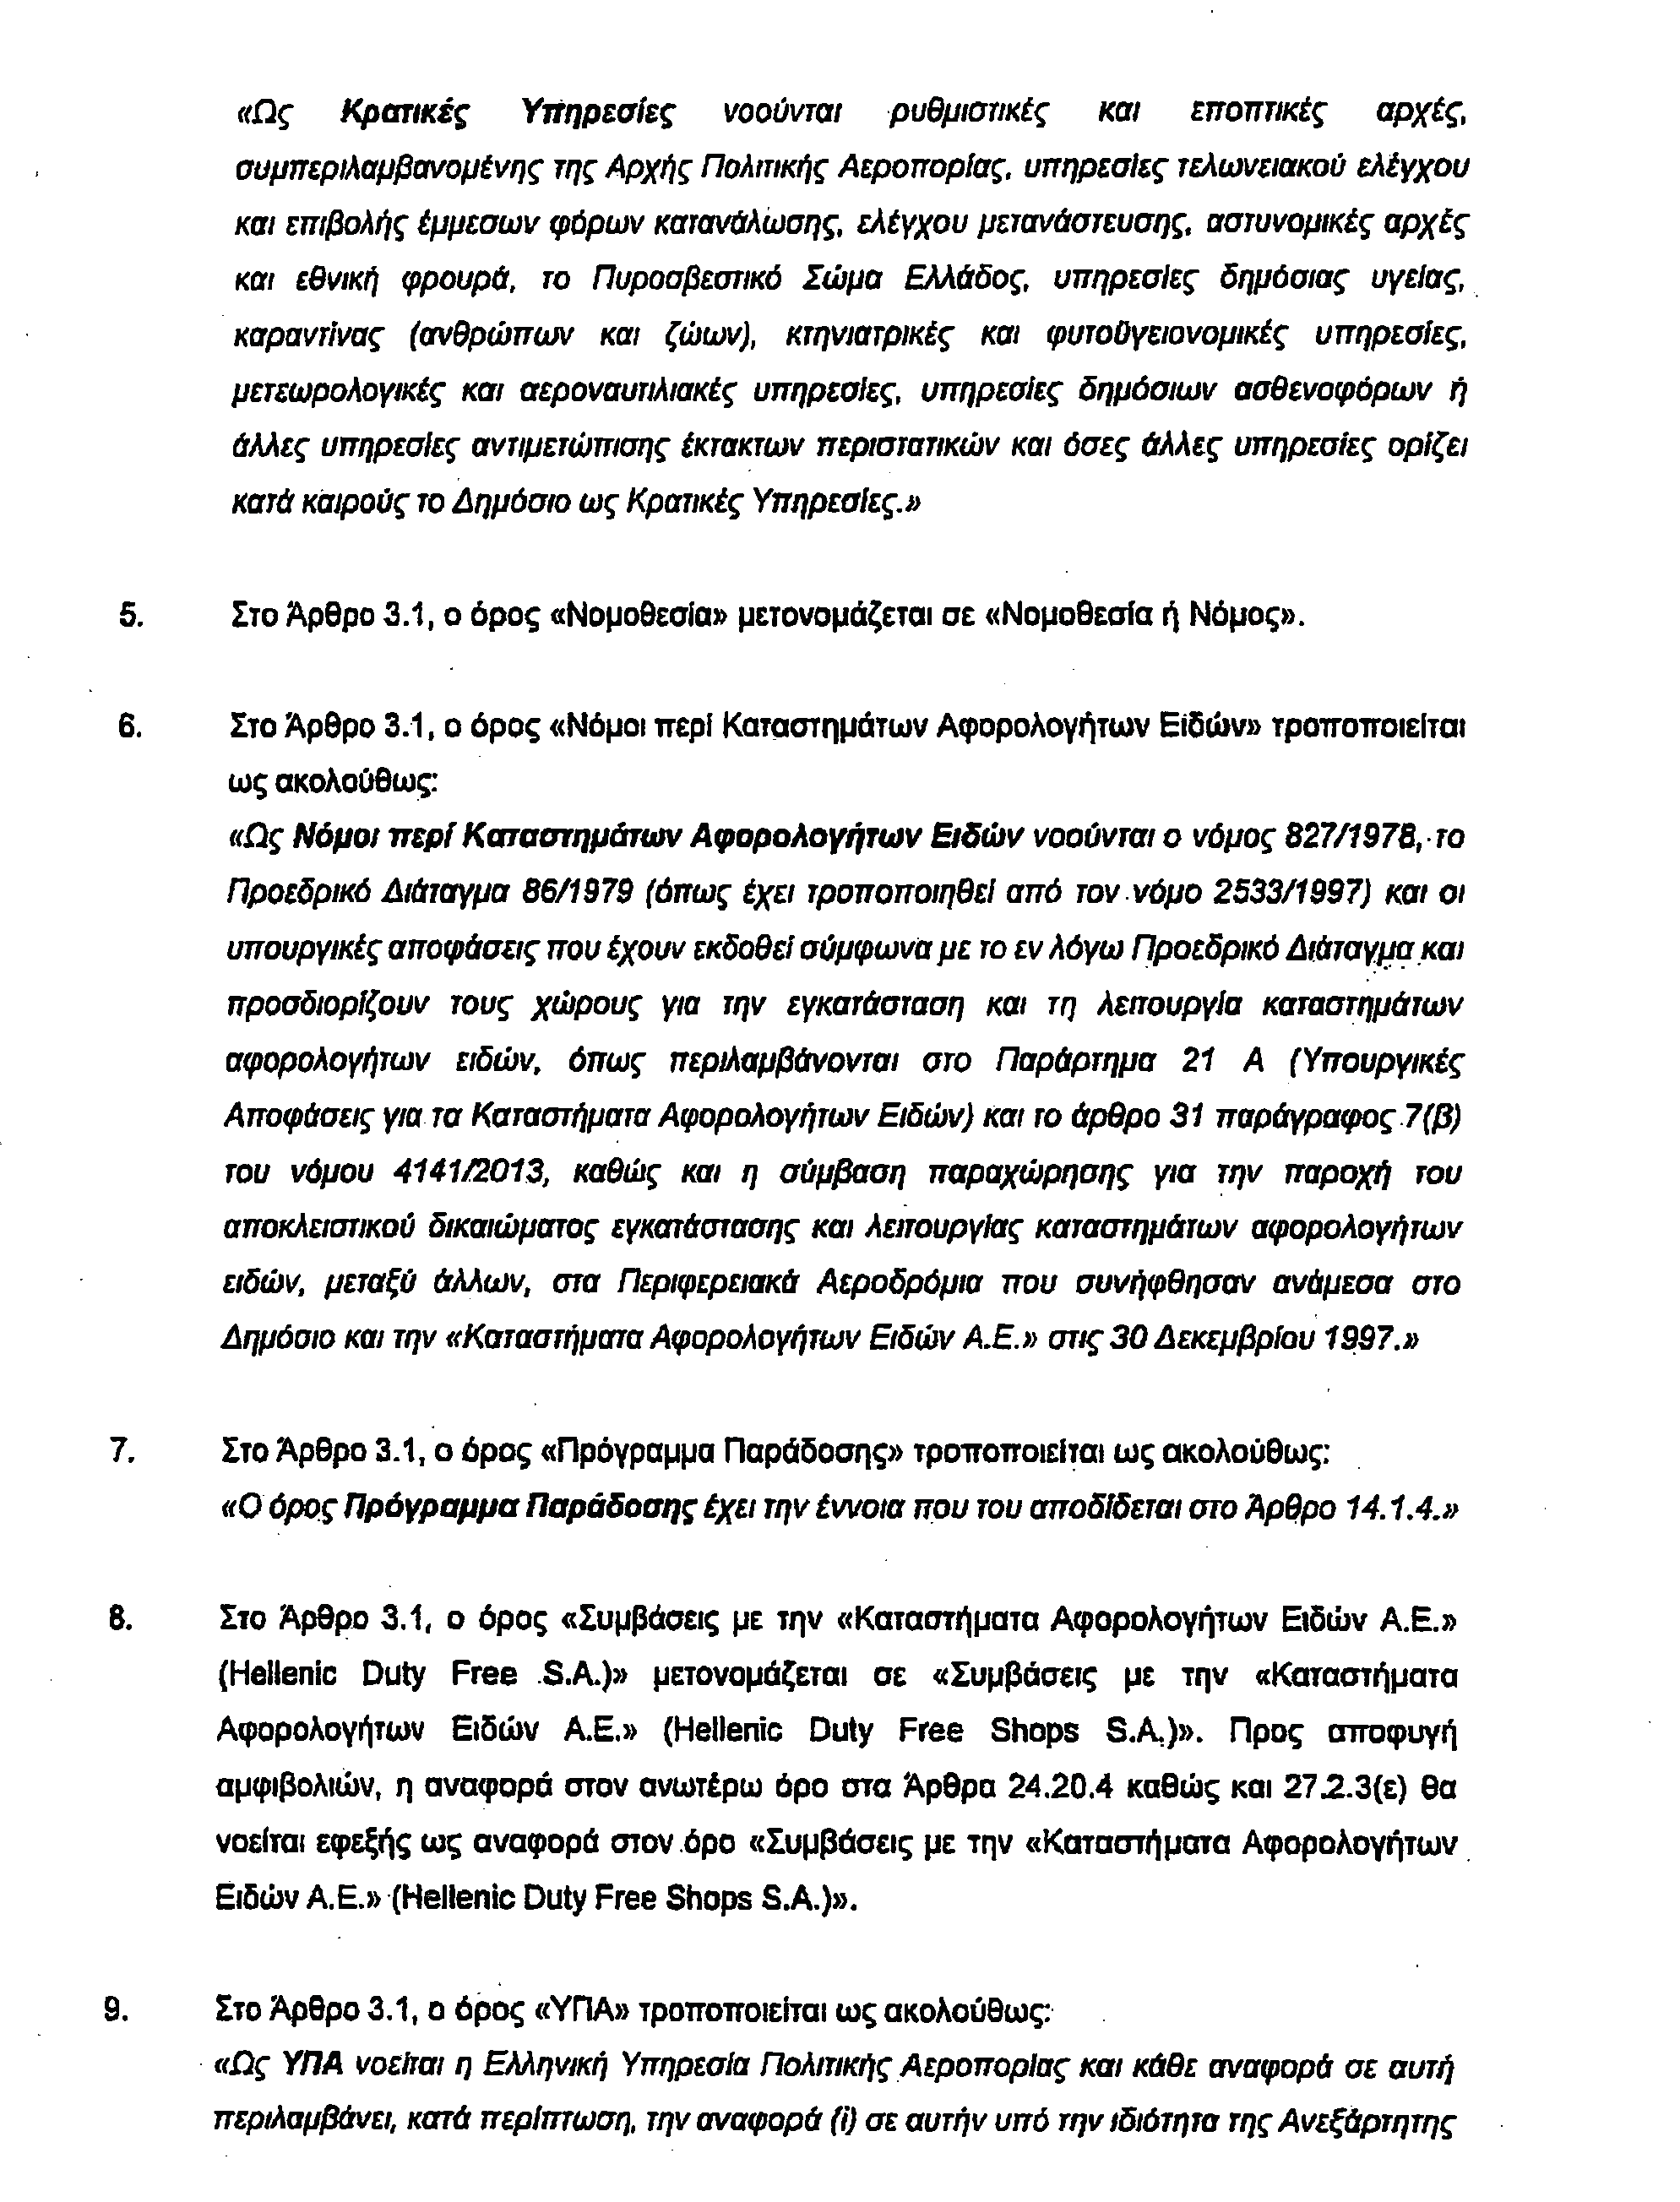 «Ως Κρατικές Υπηρεσίες νοούνται ρυθμιστικές και εποπτικές αρχές,
συμπεριλαμβανομένης της Αρχής Πολιτικής Αεροπορίας, υπηρεσίες τελωνειακού ελέγχου
και επιβολής έμμεσων φόρων κατανάλωσης, ελέγχου μετανάστευσης, αστυνομικές αρχές
και εθνική φρουρά, το Πυροσβεστικό Σώμα Ελλάδος, υπηρεσίες δημόσιας υγείας,
καραντίνας (ανθρώπων και ζώων), κτηνιατρικές και φυτοϋγειονομικές υπηρεσίες,
μετεωρολογικές και αεροναυτιλιακές υπηρεσίες, υπηρεσίες δημόσιων ασθενοφόρων ή
άλλες υπηρεσίες αντιμετώπισης έκτακτων περιστατικών και όσες άλλες υπηρεσίες ορίζει
κατά καιρούς το Δημόσιο ως Κρατικές Υπηρεσίες.»
5. Στο Άρθρο 3.1, ο όρος «Νομοθεσία» μετονομάζεται σε «Νομοθεσία ή Νόμος».
6. Στο Άρθρο 3.1, ο όρος «Νόμοι περί Καταστημάτων Αφορολογήτων Ειδών» τροποποιείται
ως ακολούθως:
«Ως Νόμοι περί Καταστημάτων Αφορολογήτων Ειδών νοούνται ο νόμος 827/1978, το
Προεδρικό Διάταγμα 86/1979 (όπως έχει τροποποιηθεί από τον νόμο 2533/1997) και οι
υπουργικές αποφάσεις που έχουν εκδοθεί σύμφωνα με το εν λόγω Προεδρικό Διάταγμα και
προσδιορίζουν τους χώρους για την εγκατάσταση και τη λειτουργία καταστημάτων
αφορολογήτων ειδών, όπως περιλαμβάνονται στο Παράρτημα 21 Α (Υπουργικές
Αποφάσεις για τα Καταστήματα Αφορολογήτων Ειδών) και το άρθρο 31 παράγραφος 7(β)
του νόμου 4141/2013, καθώς και η σύμβαση παραχώρησης για την παροχή του
αποκλειστικού δικαιώματος εγκατάστασης και λειτουργίας καταστημάτων αφορολογήτων
ειδών, μεταξύ άλλων, στα Περιφερειακά Αεροδρόμια που συνήφθησαν ανάμεσα στο
Δημόσιο και την «Καταστήματα Αφορολογήτων Ειδών Α.Ε.» στις 30 Δεκεμβρίου 1997.»
7. Στο Άρθρο 3.1, ο όρος «Πρόγραμμα Παράδοσης» τροποποιείται ως ακολούθως:
«Ο όρος Πρόγραμμα Παράδοσης έχει την έννοια που του αποδίδεται στο Άρθρο 14.1.4.»
8. Στο Άρθρο 3.1, ο όρος «Συμβάσεις με την «Καταστήματα Αφορολογήτων Ειδών Α.Ε.»
(Hellenic Duty Free S.A.)» μετονομάζεται σε «Συμβάσεις με την «Καταστήματα
Αφορολογήτων Ειδών Α.Ε.» (Hellenic Duty Free Shops S.A.)». Προς αποφυγή
αμφιβολιών, η αναφορά στον ανωτέρω όρο στα Άρθρα 24.20.4 καθώς και 27.2.3(ε) θα
νοείται εφεξής ως αναφορά στον όρο «Συμβάσεις με την «Καταστήματα Αφορολογήτων
Ειδών Α.Ε.» (Hellenic Duty Free Shops S.A.)».
9. Στο Άρθρο 3.1, ο όρος «ΥΠΑ» τροποποιείται ως ακολούθως:
«Ως ΥΠΑ νοείται η Ελληνική Υπηρεσία Πολιτικής Αεροπορίας και κάθε αναφορά σε αυτή
περιλαμβάνει, κατά περίπτωση, την αναφορά (i) σε αυτήν υπό την ιδιότητα της Ανεξάρτητης